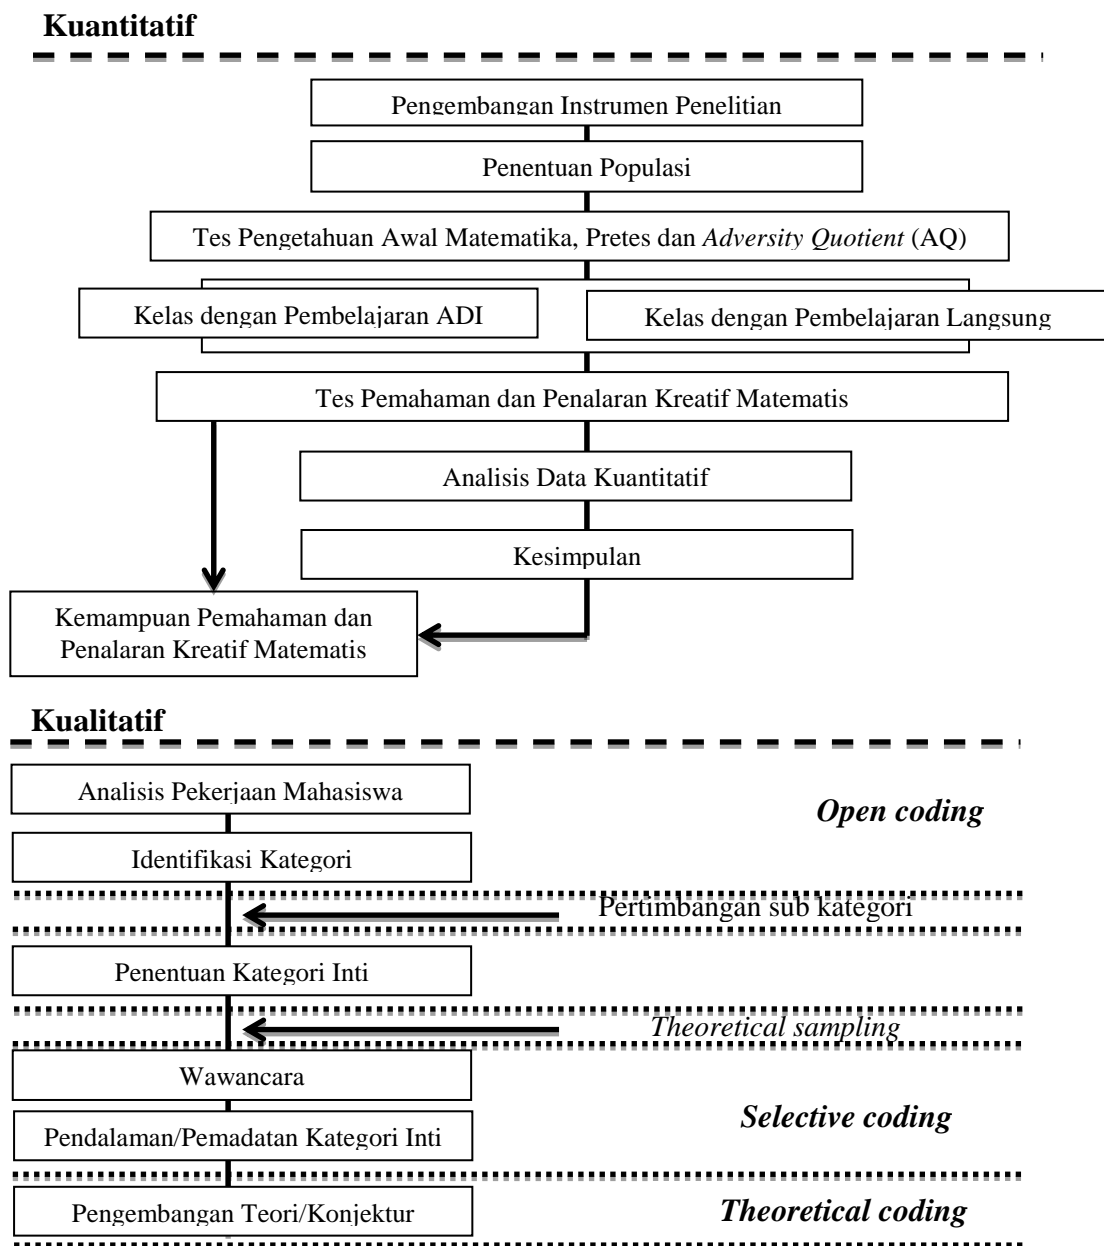 Kuantitatif
Pengembangan Instrumen Penelitian
Penentuan Populasi
Tes Pengetahuan Awal Matematika, Pretes dan Adversity Quotient (AQ)
Kelas dengan Pembelajaran ADI
Kelas dengan Pembelajaran Langsung
Tes Pemahaman dan Penalaran Kreatif Matematis
Analisis Data Kuantitatif
Kesimpulan
Kemampuan Pemahaman dan
Penalaran Kreatif Matematis
Kualitatif
Analisis Pekerjaan Mahasiswa
Open coding
Identifikasi Kategori
Pertimbangan sub kategori
Penentuan Kategori Inti
Theoretical sampling
Wawancara
Selective coding
Pendalaman/Pemadatan Kategori Inti
Pengembangan Teori/Konjektur
Theoretical coding